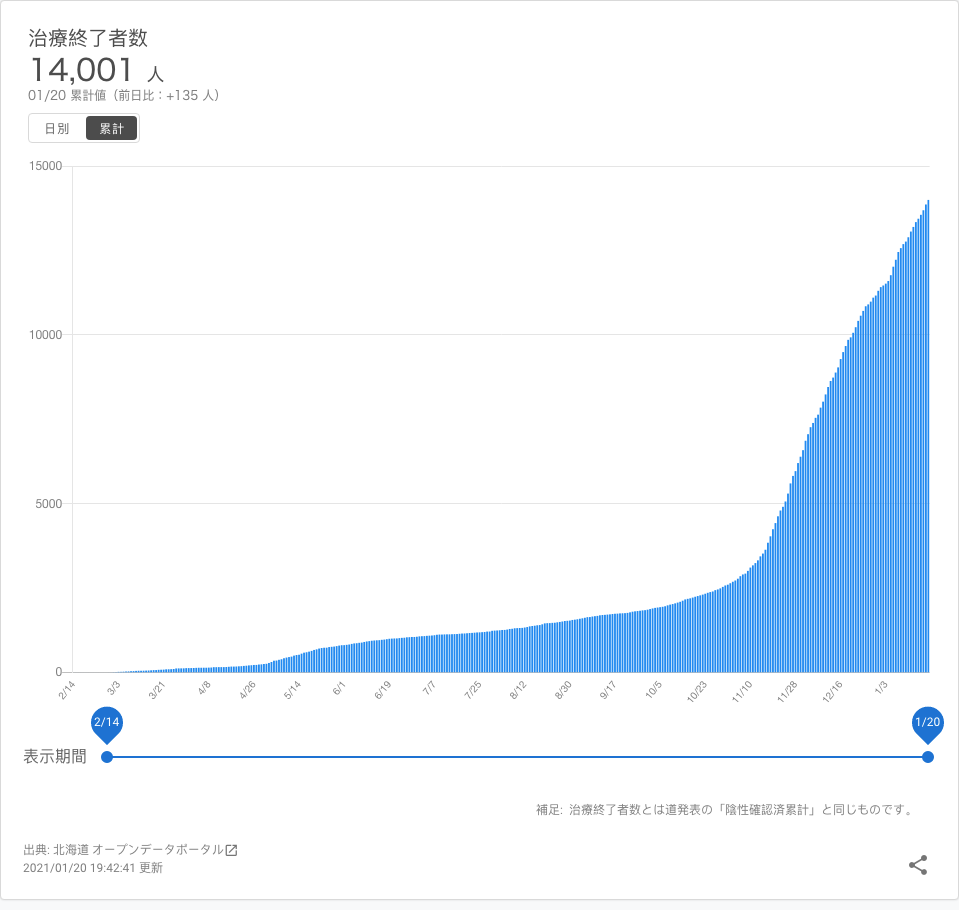 治療終了者数
14,001 人
01/20 累計値（前日比：+135 人）
日別 累計
15000
10000
5000
0
2/14 3/3 3/21 4/8 4/26 5/14 6/1 6/19 7/7 7/25 8/12 8/30 9/17 10/5 10/23 11/10 11/28 12/16 1/3
2/14 1/20
表示期間
補足: 治療終了者数とは道発表の「陰性確認済累計」と同じものです。
出典: 北海道 オープンデータポータル
2021/01/20 19:42:41 更新